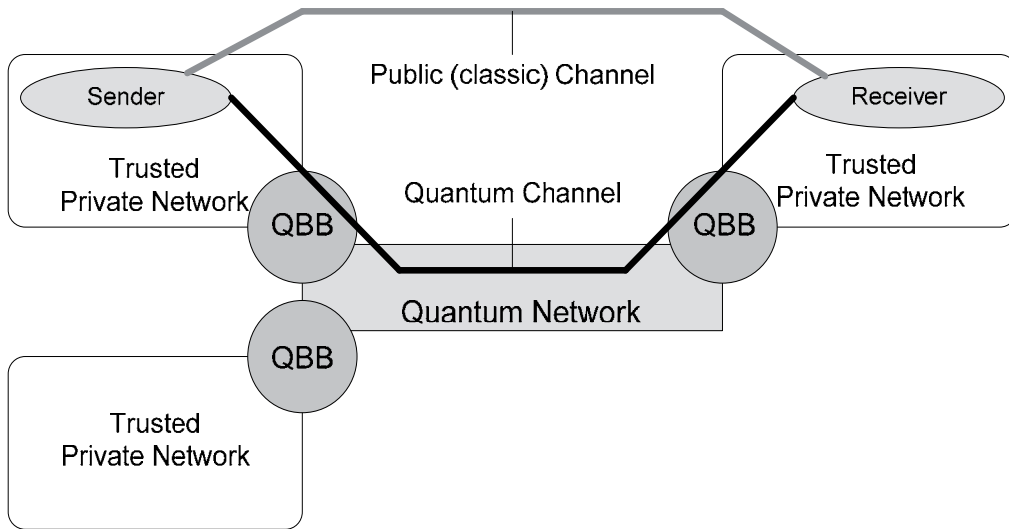 Public (classic) Channel
Sender
Receiver
Trusted
Private Network
Trusted
Private Network
Quantum Channel
QBB
QBB
Quantum Network
QBB
Trusted
Private Network